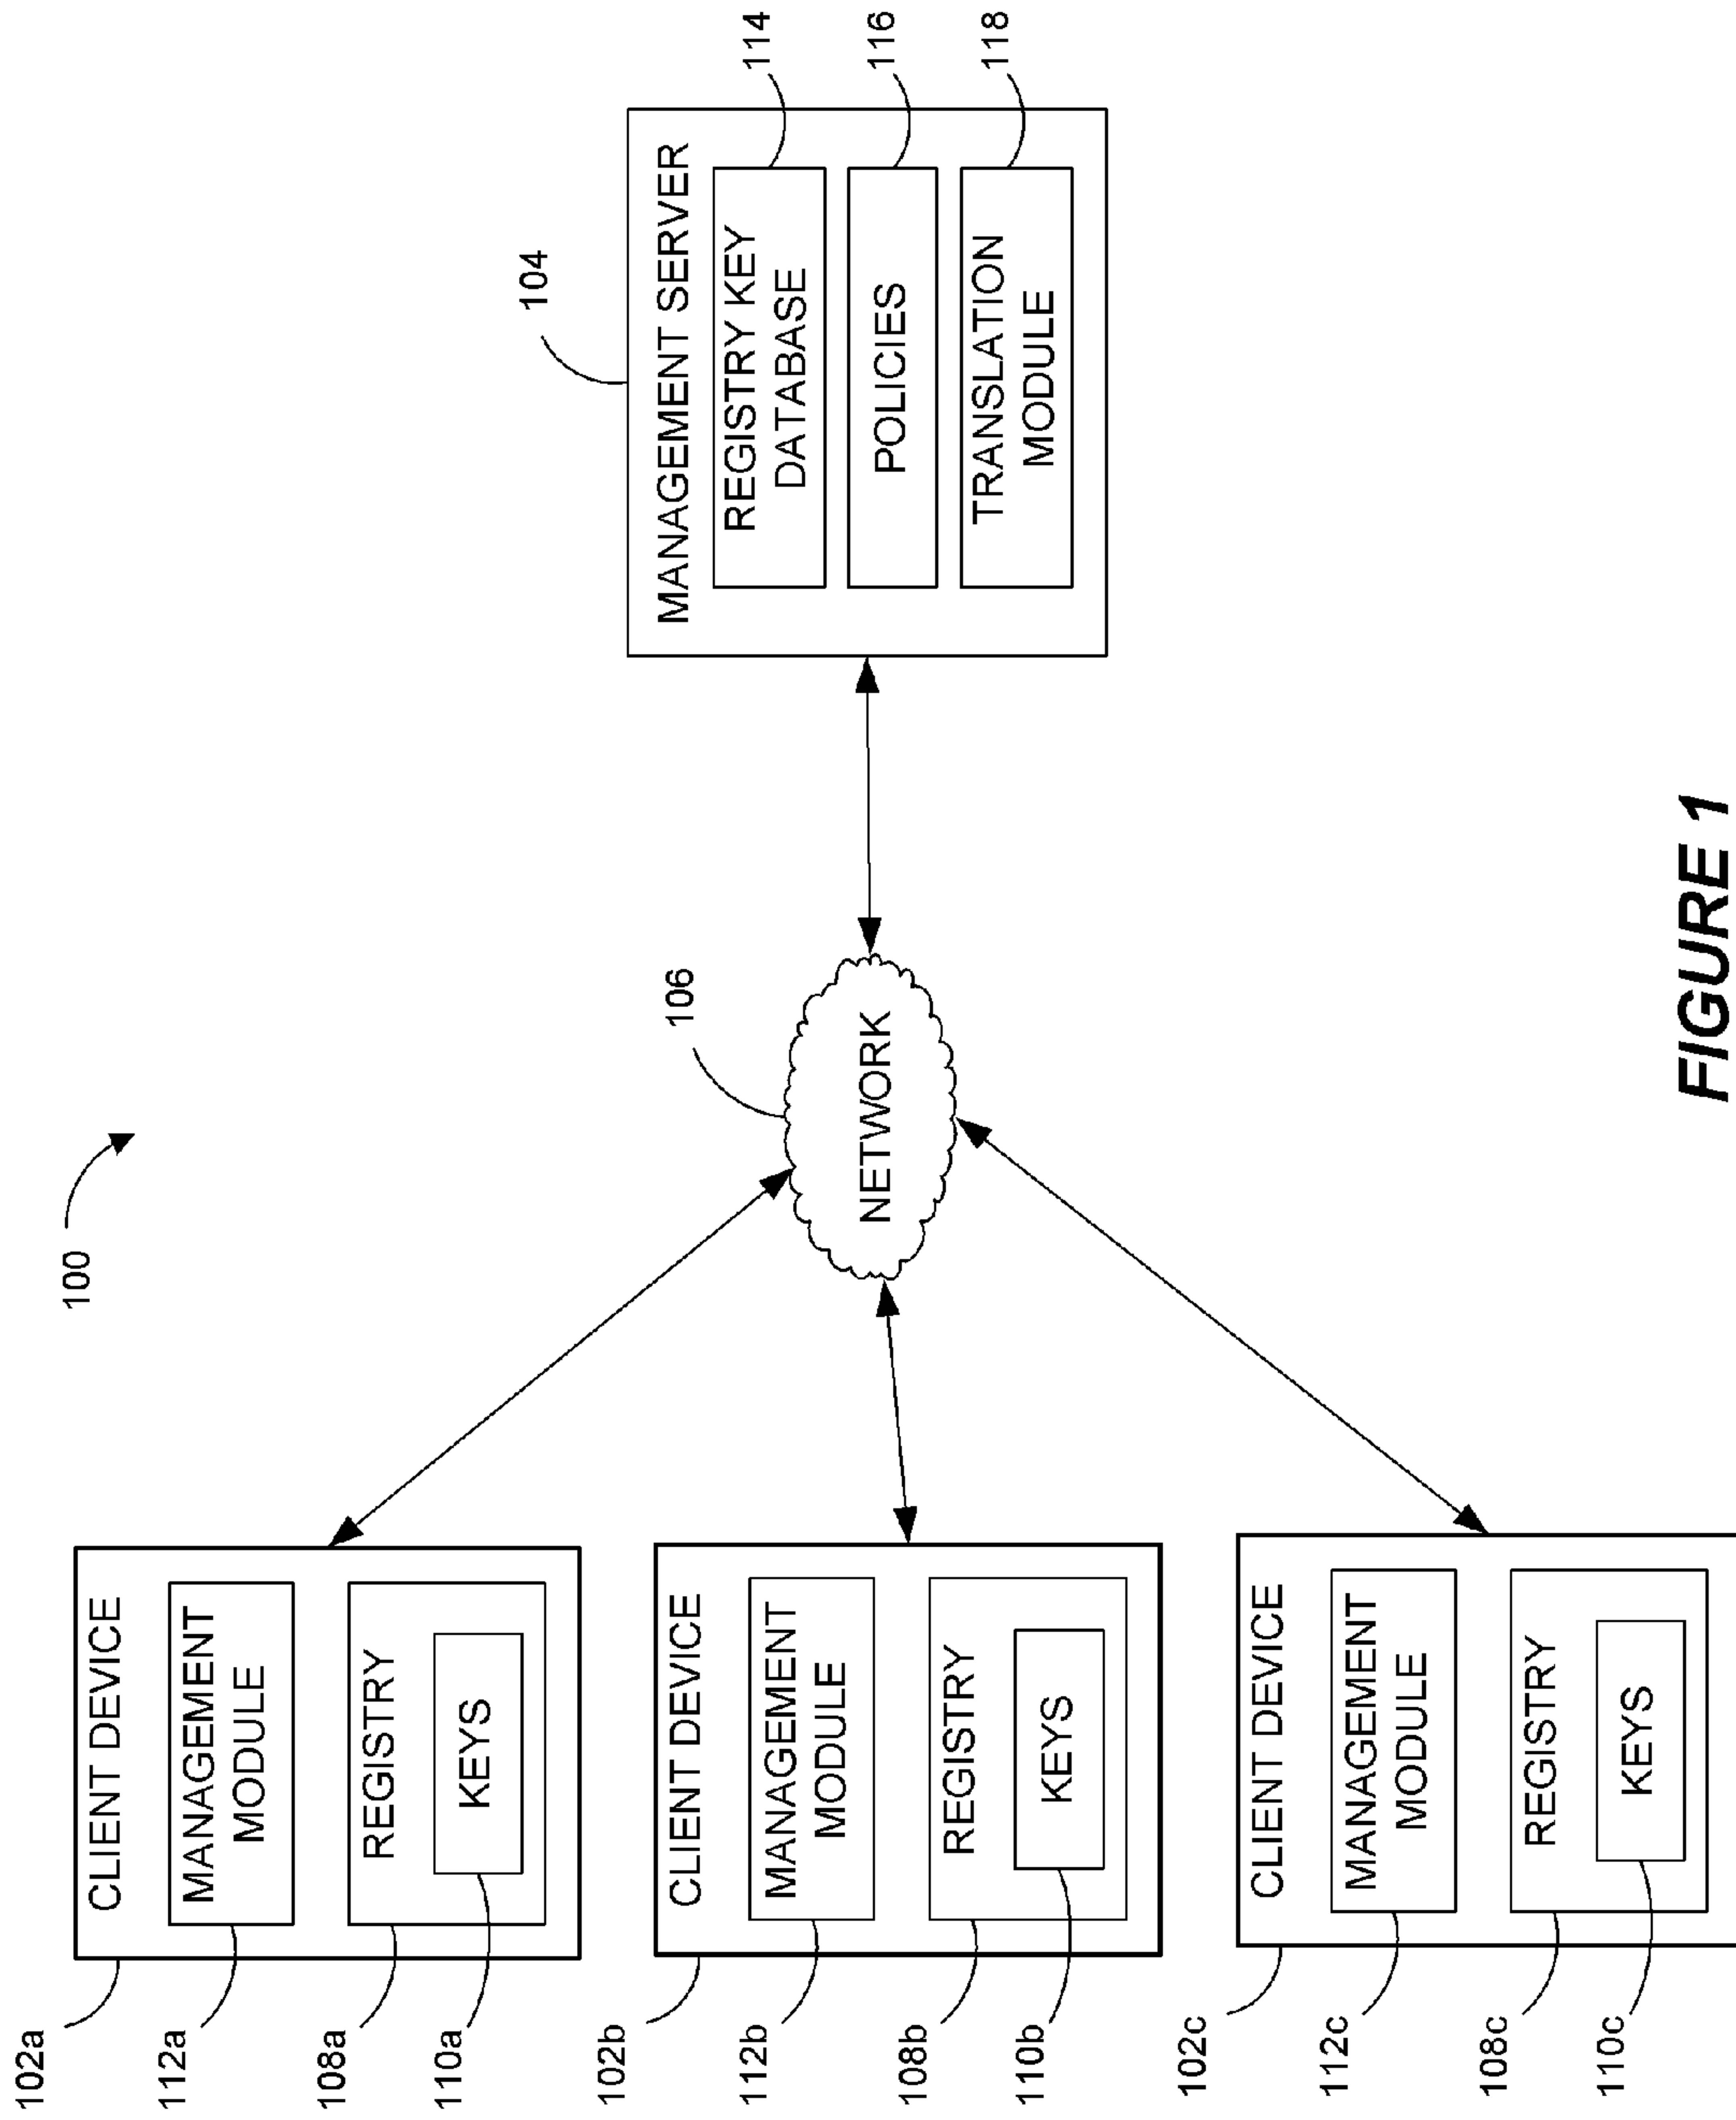 100
102a
CLIENT DEVICE
112a
MANAGEMENT
MODULE
108a
REGISTRY
110a
KEYS
102b
CLIENT DEVICE
112b
MANAGEMENT
MODULE
108b
REGISTRY
110b
KEYS
102c
CLIENT DEVICE
112c
MANAGEMENT
MODULE
108c
REGISTRY
110c
KEYS
106
NETWORK
104
MANAGEMENT SERVER
REGISTRY KEY
DATABASE
114
POLICIES
116
TRANSLATION
MODULE
118
FIGURE 1